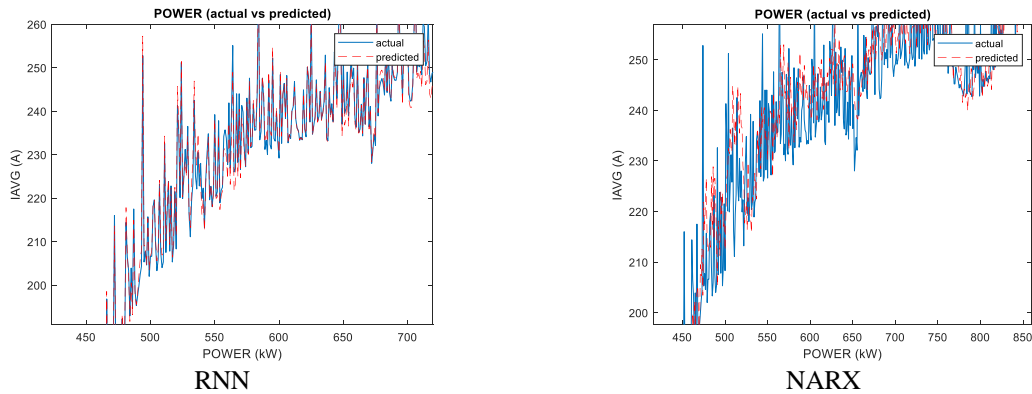 POWER (actual vs predicted)
260
250
240
230
220
210
200
IAVG (A)
actual
predicted
450 500 550 600 650 700
POWER (kW)
RNN
POWER (actual vs predicted)
250
240
230
220
210
200
IAVG (A)
actual
predicted
450 500 550 600 650 700 750 800 850
POWER (kW)
NARX